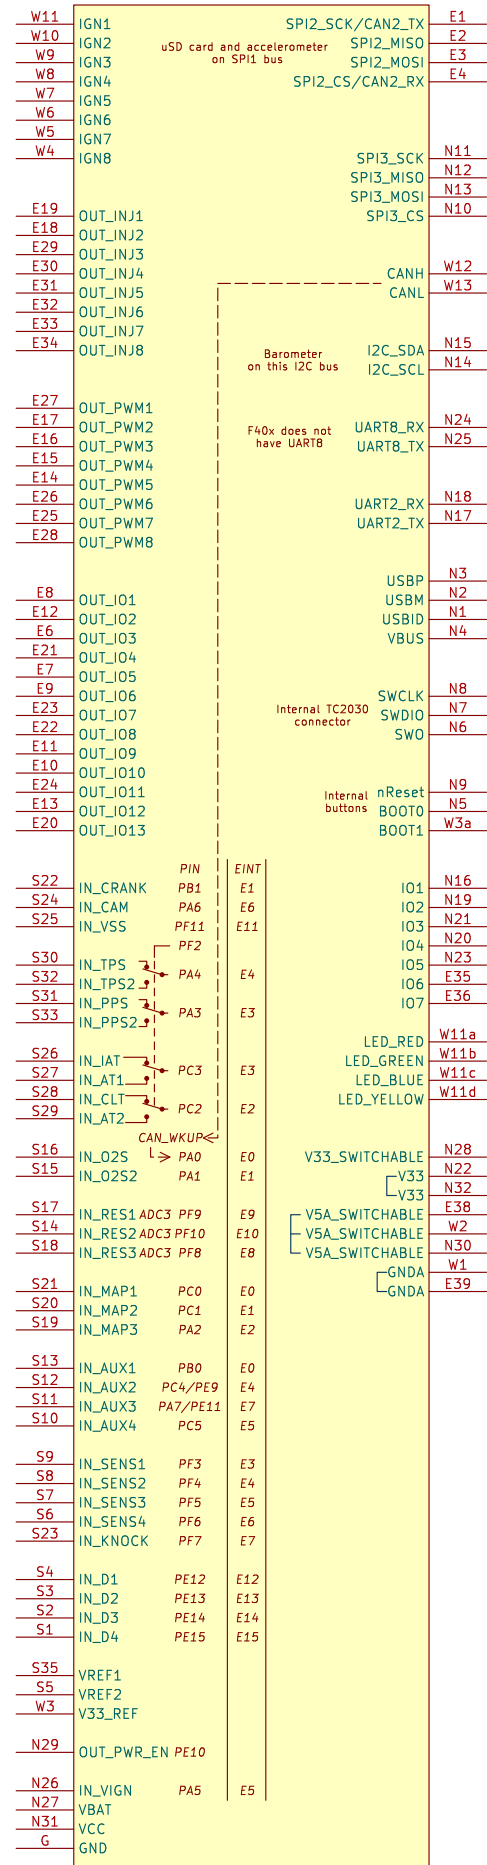 W11 IGN1 SPI2_SCK/CAN2_TX E1
W10 IGN2 SPI2_MISO E2
uSD card and accelerometer
on SPI1 bus
W9 IGN3 SPI2_MOSI E3
W8 IGN4 SPI2_CS/CAN2_RX E4
W7 IGN5
W6 IGN6
W5 IGN7
W4 IGN8 SPI3_SCK N11
SPI3_MISO N12
SPI3_MOSI N13
E19 OUT_INJ1 SPI3_CS N10
E18 OUT_INJ2
E29 OUT_INJ3
E30 OUT_INJ4 CANH W12
E31 OUT_INJ5 CANL W13
E32 OUT_INJ6
E33 OUT_INJ7
E34 OUT_INJ8 I2C_SDA N15
Barometer
on this I2C bus
I2C_SCL N14
E27 OUT_PWM1
E17 OUT_PWM2 UART8_RX N24
F40x does not
have UART8
E16 OUT_PWM3 UART8_TX N25
E15 OUT_PWM4
E14 OUT_PWM5
E26 OUT_PWM6 UART2_RX N18
E25 OUT_PWM7 UART2_TX N17
E28 OUT_PWM8
USBP N3
E8 OUT_IO1 USBM N2
E12 OUT_IO2 USBID N1
E6 OUT_IO3 VBUS N4
E21 OUT_IO4
E7 OUT_IO5
E9 OUT_IO6 SWCLK N8
E23 OUT_IO7 SWDIO N7
Internal TC2030
connector
E22 OUT_IO8 SWO N6
E11 OUT_IO9
E10 OUT_IO10
E24 OUT_IO11 nReset N9
Internal
buttons
E13 OUT_IO12 BOOT0 N5
E20 OUT_IO13 BOOT1 W3a
PIN EINT
S22 IN_CRANK PB1 E1 IO1 N16
S24 IN_CAM PA6 E6 IO2 N19
S25 IN_VSS PF11 E11 IO3 N21
PF2 IO4 N20
S30 IN_TPS IO5 N23
PA4 E4
S32 IN_TPS2 IO6 E35
S31 IN_PPS IO7 E36
PA3 E3
S33 IN_PPS2
LED_RED W11a
S26 IN_IAT LED_GREEN W11b
PC3 E3
S27 IN_AT1 LED_BLUE W11c
S28 IN_CLT LED_YELLOW W11d
PC2 E2
S29 IN_AT2
CAN_WKUP
S16 IN_O2S PA0 E0 V33_SWITCHABLE N28
S15 IN_O2S2 PA1 E1 V33 N22
V33 N32
S17 IN_RES1 ADC3 PF9 E9 V5A_SWITCHABLE E38
S14 IN_RES2 ADC3 PF10 E10 V5A_SWITCHABLE W2
S18 IN_RES3 ADC3 PF8 E8 V5A_SWITCHABLE N30
GNDA W1
S21 IN_MAP1 PC0 E0 GNDA E39
S20 IN_MAP2 PC1 E1
S19 IN_MAP3 PA2 E2
S13 IN_AUX1 PB0 E0
S12 IN_AUX2 PC4/PE9 E4
S11 IN_AUX3 PA7/PE11 E7
S10 IN_AUX4 PC5 E5
S9 IN_SENS1 PF3 E3
S8 IN_SENS2 PF4 E4
S7 IN_SENS3 PF5 E5
S6 IN_SENS4 PF6 E6
S23 IN_KNOCK PF7 E7
S4 IN_D1 PE12 E12
S3 IN_D2 PE13 E13
S2 IN_D3 PE14 E14
S1 IN_D4 PE15 E15
S35 VREF1
S5 VREF2
W3 V33_REF
N29 OUT_PWR_EN PE10
N26 IN_VIGN PA5 E5
N27 VBAT
N31 VCC
G GND